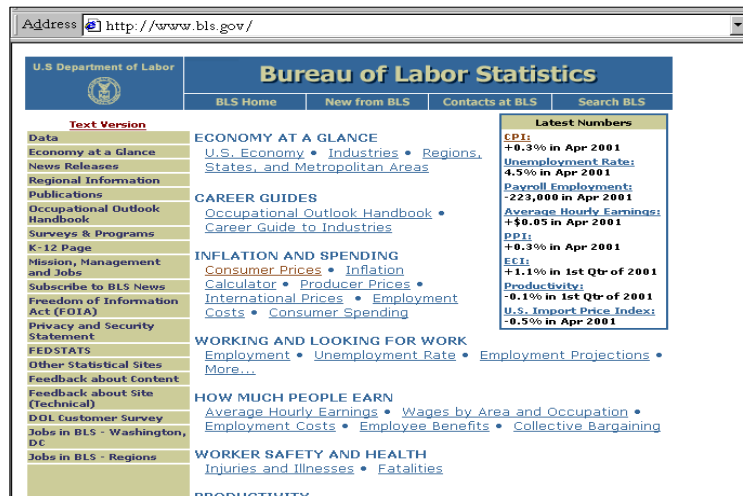 Address http://www.bls.gov/
U.S Department of Labor
Bureau of Labor Statistics
BLS Home New from BLS Contacts at BLS Search BLS
Text Version
Data
Economy at a Glance
News Releases
Regional Information
Publications
Occupational Outlook
Handbook
Surveys & Programs
K-12 Page
Mission, Management
and Jobs
Subscribe to BLS News
Freedom of Information
Act (FOIA)
Privacy and Security
Statement
FEDSTATS
Other Statistical Sites
Feedback about Content
Feedback about Site
(Technical)
DOL Customer Survey
Jobs in BLS - Washington,
DC
Jobs in BLS - Regions
ECONOMY AT A GLANCE
U.S. Economy • Industries • Regions,
States, and Metropolitan Areas
CAREER GUIDES
Occupational Outlook Handbook •
Career Guide to Industries
INFLATION AND SPENDING
Consumer Prices • Inflation
Calculator • Producer Prices •
International Prices • Employment
Costs • Consumer Spending
WORKING AND LOOKING FOR WORK
Employment • Unemployment Rate • Employment Projections •
More...
HOW MUCH PEOPLE EARN
Average Hourly Earnings • Wages by Area and Occupation •
Employment Costs • Employee Benefits • Collective Bargaining
WORKER SAFETY AND HEALTH
Injuries and Illnesses • Fatalities
PRODUCTIVITY
Latest Numbers
CPI:
+0.3% in Apr 2001
Unemployment Rate:
4.5% in Apr 2001
Payroll Employment:
-223,000 in Apr 2001
Average Hourly Earnings:
+$0.05 in Apr 2001
PPI:
+0.3% in Apr 2001
ECI:
+1.1% in 1st Qtr of 2001
Productivity:
-0.1% in 1st Qtr of 2001
U.S. Import Price Index:
-0.5% in Apr 2001